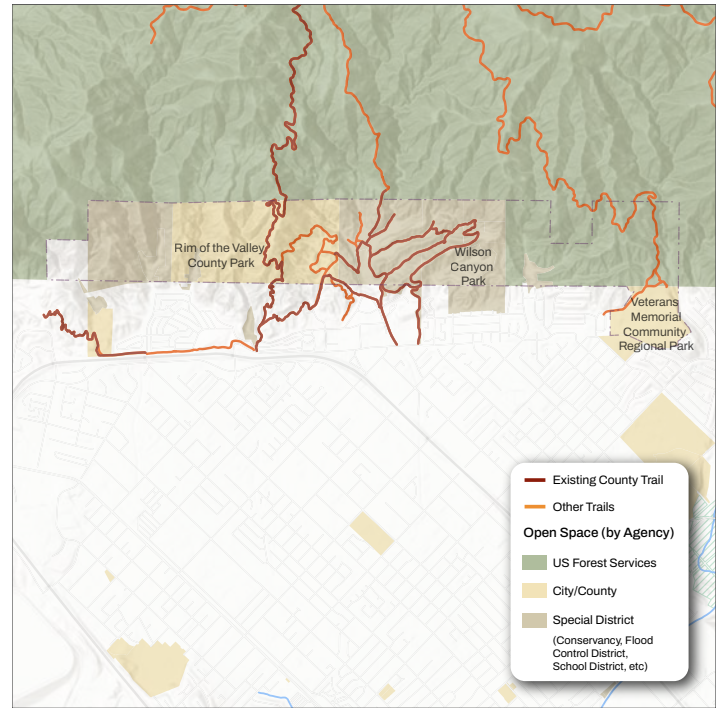 Rim of the Valley
County Park
Wilson
Canyon
Park
Veterans
Memorial
Community
Regional Park
Existing County Trail
Other Trails
Open Space (by Agency)
US Forest Services
City/County
Special District
(Conservancy, Flood
Control District,
School District, etc)